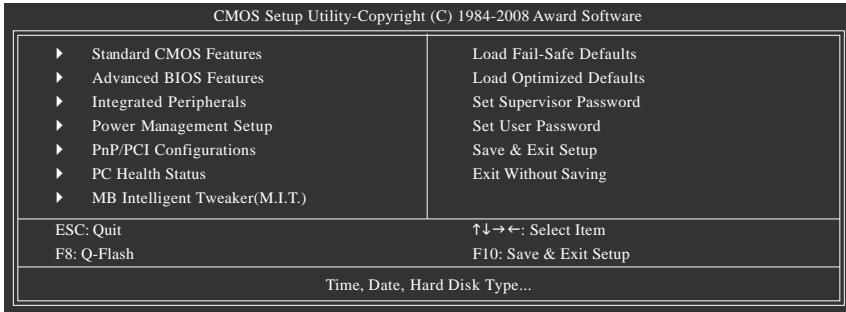 CMOS Setup Utility-Copyright (C) 1984-2008 Award Software
Standard CMOS Features
Advanced BIOS Features
Integrated Peripherals
Power Management Setup
PnP/PCI Configurations
PC Health Status
MB Intelligent Tweaker(M.I.T.)
Load Fail-Safe Defaults
Load Optimized Defaults
Set Supervisor Password
Set User Password
Save & Exit Setup
Exit Without Saving
ESC: Quit
↑↓→←: Select Item
F8: Q-Flash
F10: Save & Exit Setup
Time, Date, Hard Disk Type...